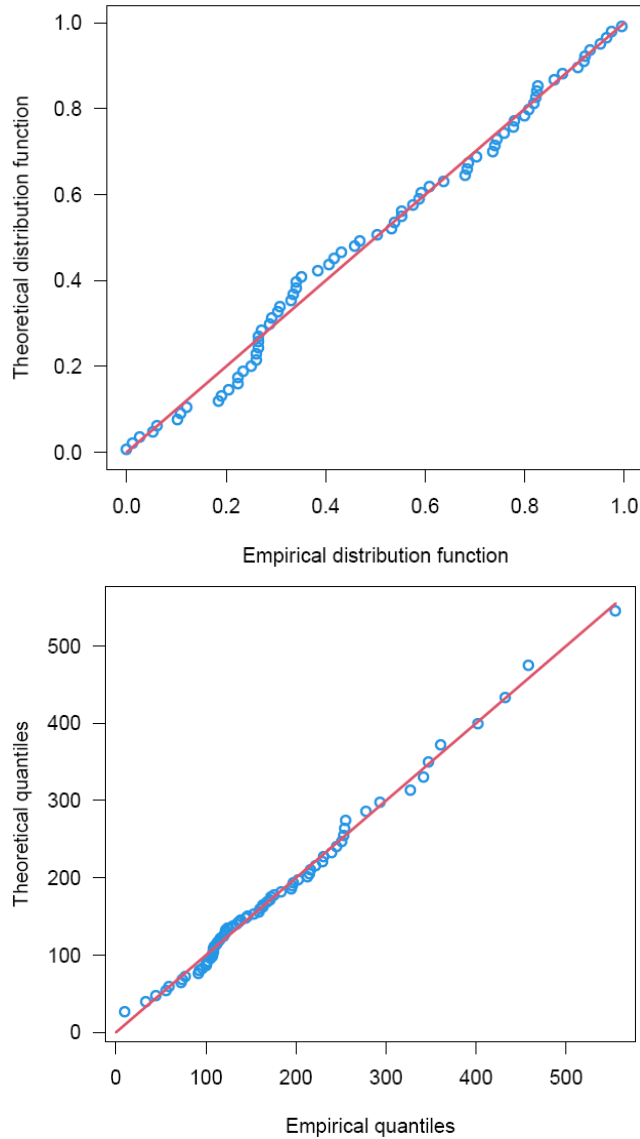 1.0
0.8
0.6
0.4
0.2
0.0
Theoretical distribution function
0.0 0.2 0.4 0.6 0.8 1.0
Empirical distribution function
500
400
300
200
100
0
Theoretical quantiles
0 100 200 300 400 500
Empirical quantiles